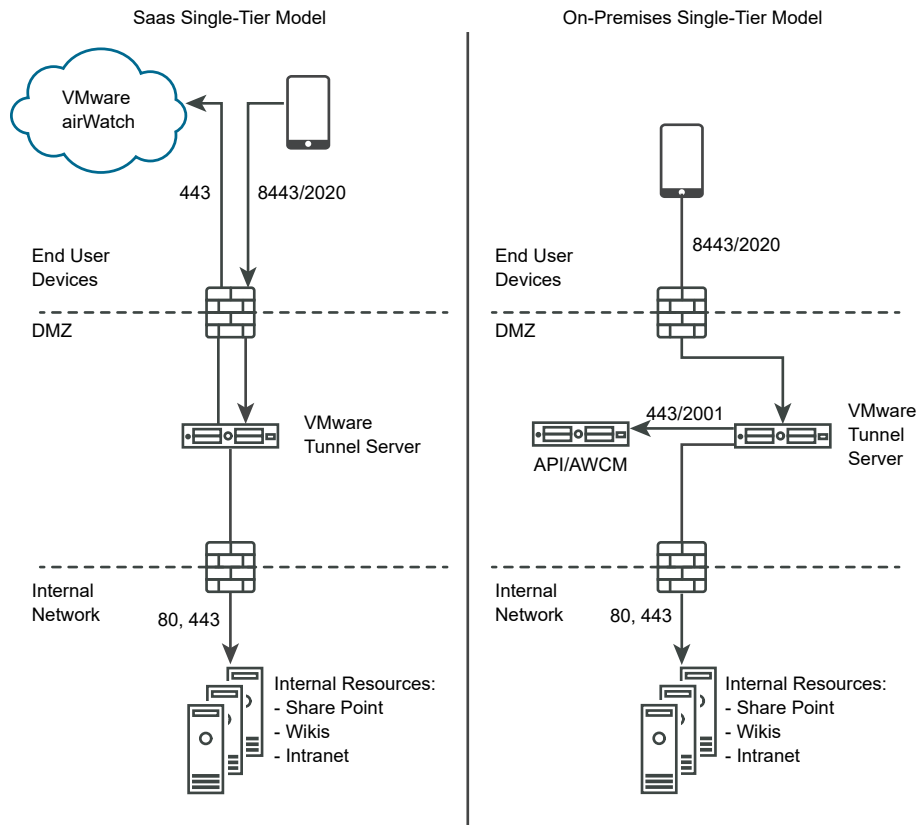 Saas Single-Tier Model
VMware
airWatch
443
8443/2020
End User
Devices
DMZ
VMware
Tunnel Server
Internal
Network
80, 443
Internal Resources:
- Share Point
- Wikis
- Intranet
On-Premises Single-Tier Model
8443/2020
End User
Devices
DMZ
443/2001
API/AWCM
VMware
Tunnel
Server
Internal
Network
80, 443
Internal Resources:
- Share Point
- Wikis
- Intranet